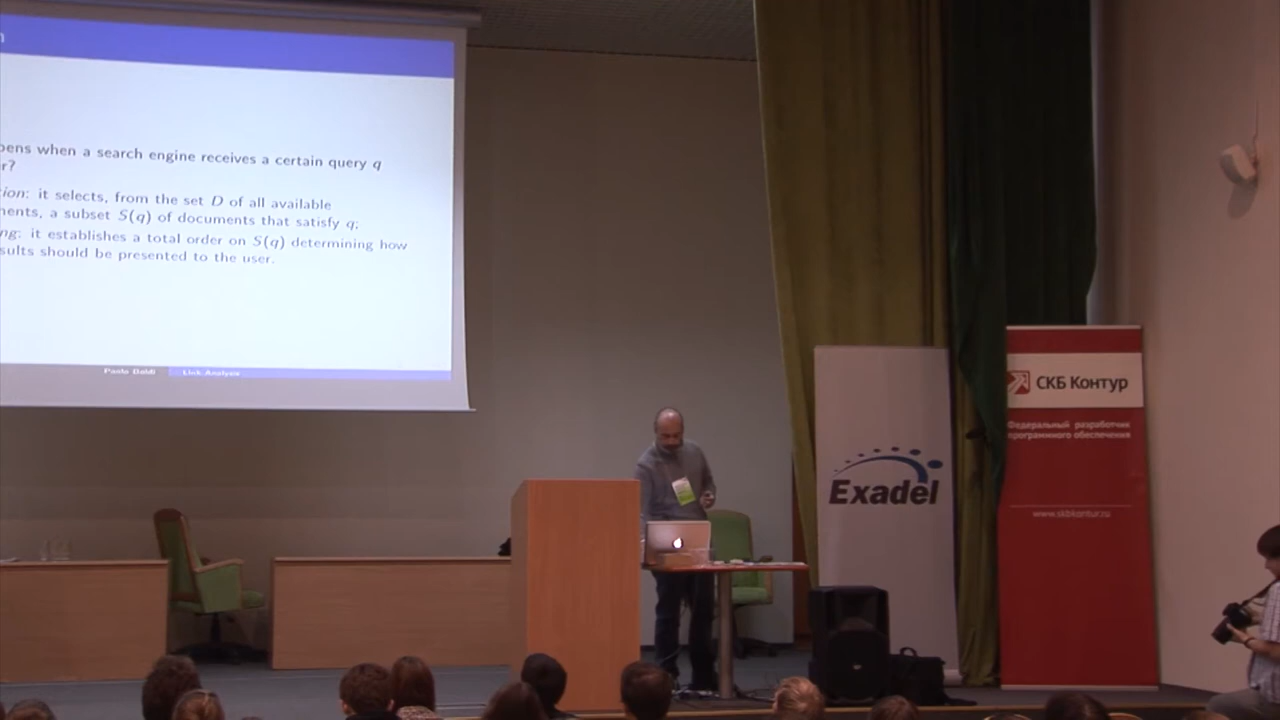 pens when a search engine receives a certain query q
r?
ion: it selects, from the set D of all available
nents, a subset S(q) of documents that satisfy q;
ng: it establishes a total order on S(q) determining how
sults should be presented to the user.
Paolo Boldi Link Analysis
Exadel
СКБ Контур
Федеральный разработчик
программного обеспечения
www.skbkontur.ru